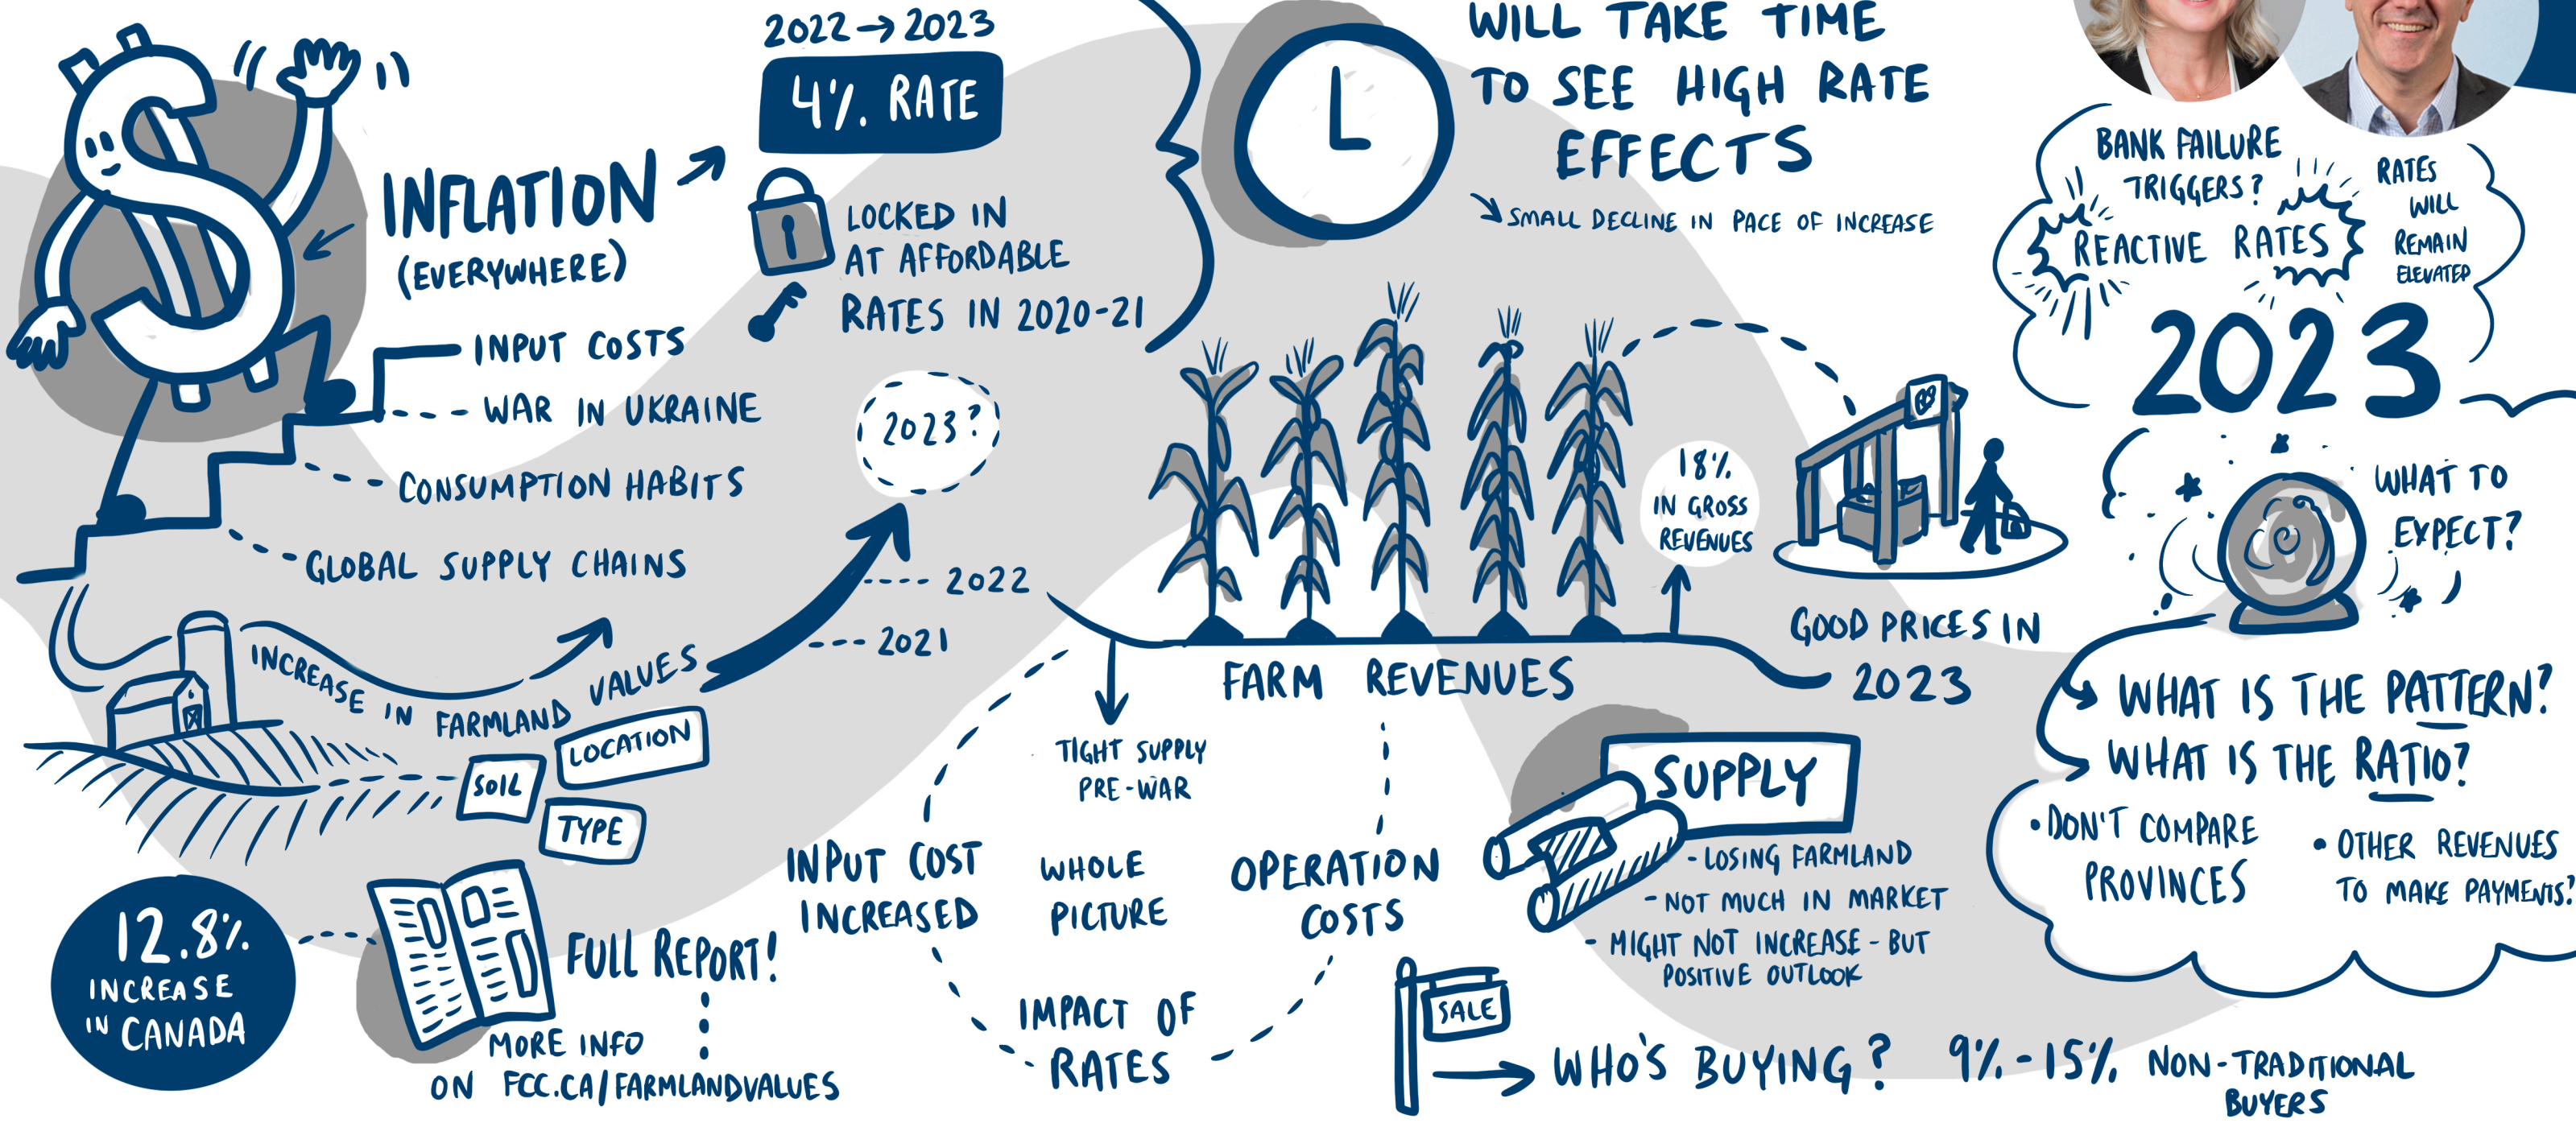 2022→2023
4% RATE
INFLATION
(EVERYWHERE)
LOCKED IN
AT AFFORDABLE
RATES IN 2020-21
INPUT COSTS
WAR IN UKRAINE
CONSUMPTION HABITS
GLOBAL SUPPLY CHAINS
WILL TAKE TIME
TO SEE HIGH RATE
EFFECTS
SMALL DECLINE IN PACE OF INCREASE
BANK FAILURE
TRIGGERS?
REACTIVE RATES
RATES
WILL
REMAIN
ELEVATED
2023
WHAT TO
EXPECT?
2023?
2022
2021
INCREASE IN FARMLAND VALUES
SOIL
LOCATION
TYPE
12.8%
INCREASE
IN CANADA
FULL REPORT!
MORE INFO
ON FCC.CA/FARMLANDVALUES
18%
IN GROSS
REVENUES
GOOD PRICES IN
2023
FARM REVENUES
TIGHT SUPPLY
PRE-WAR
INPUT COST
INCREASED
WHOLE
PICTURE
OPERATION
COSTS
IMPACT OF
RATES
SUPPLY
- LOSING FARMLAND
- NOT MUCH IN MARKET
- MIGHT NOT INCREASE - BUT
POSITIVE OUTLOOK
SALE
WHO'S BUYING? 9%-15% NON-TRADITIONAL
BUYERS
WHAT IS THE PATTERN?
WHAT IS THE RATIO?
• DON'T COMPARE
PROVINCES
• OTHER REVENUES
TO MAKE PAYMENTS?